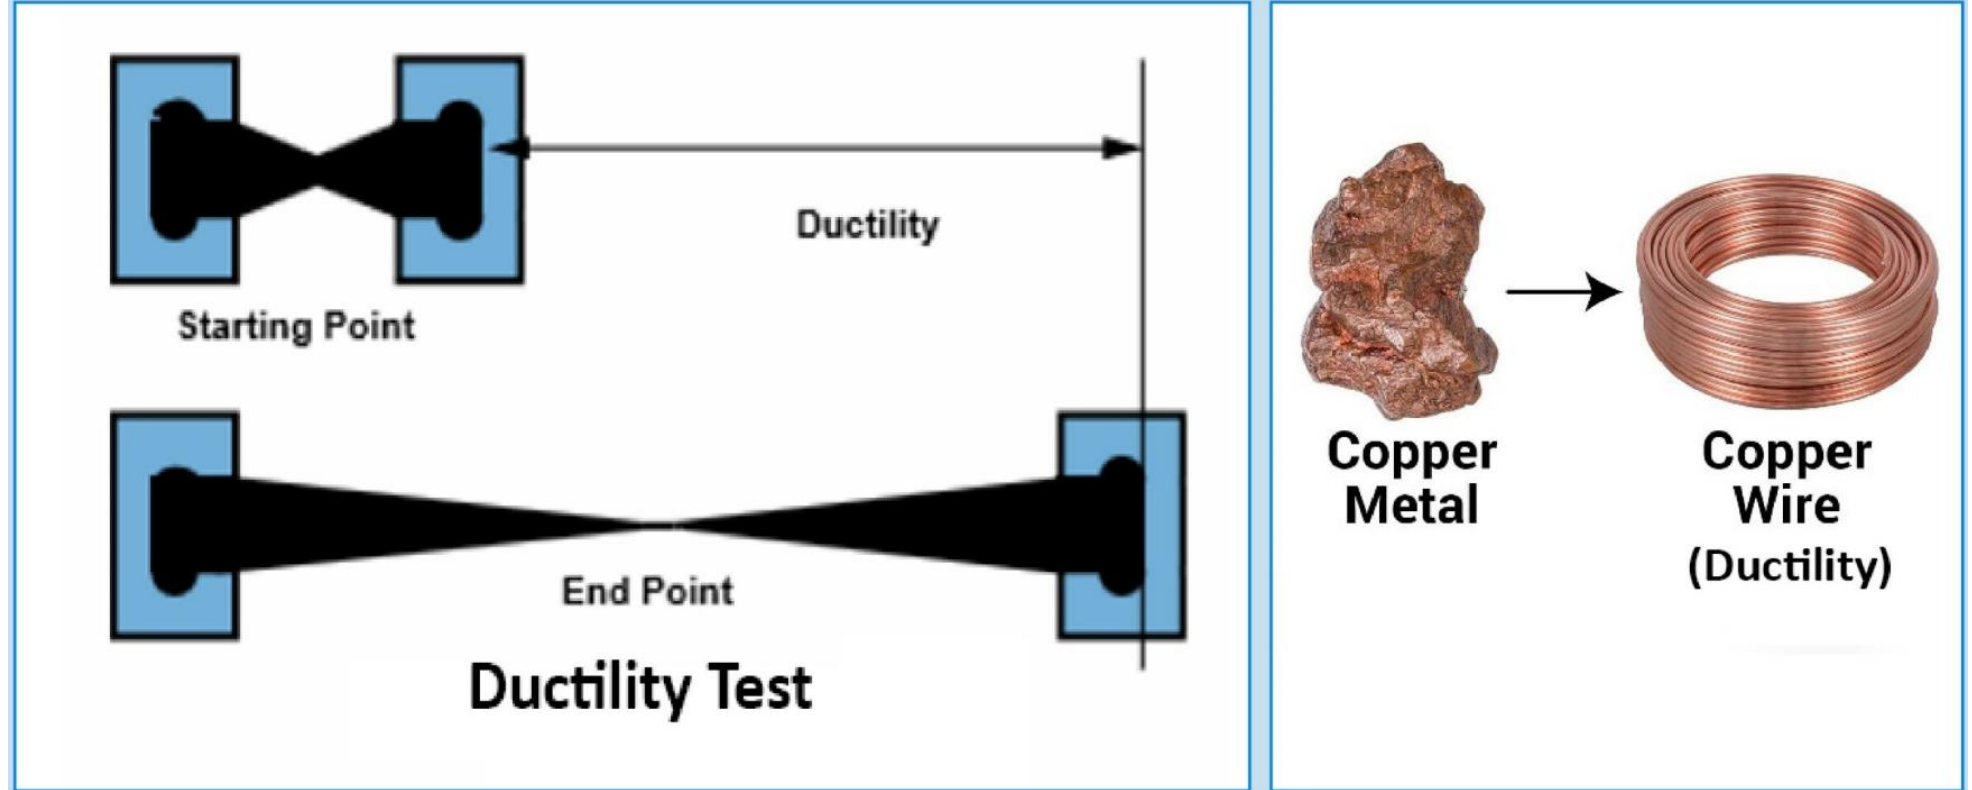 Ductility
Starting Point
End Point
Ductility Test
Copper
Metal
Copper
Wire
(Ductility)